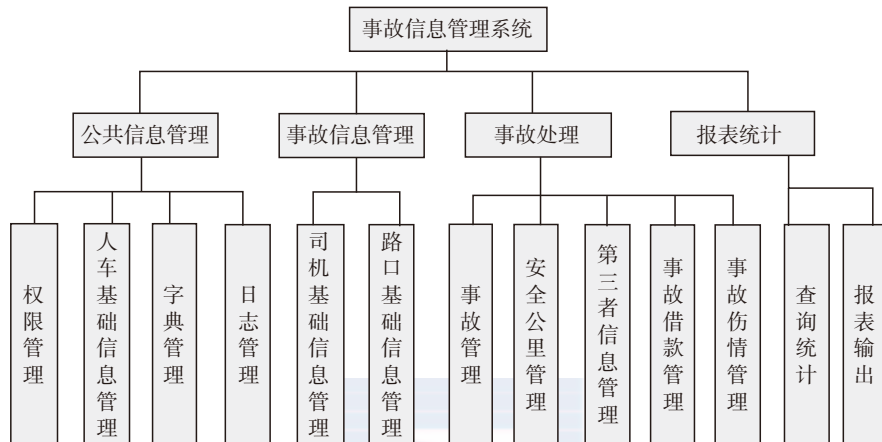 事故信息管理系统
公共信息管理
事故信息管理
事故处理
报表统计
权限管理
人车基础信息管理
字典管理
日志管理
司机基础信息管理
路口基础信息管理
事故管理
安全公里管理
第三者信息管理
事故借款管理
事故伤情管理
查询统计
报表输出